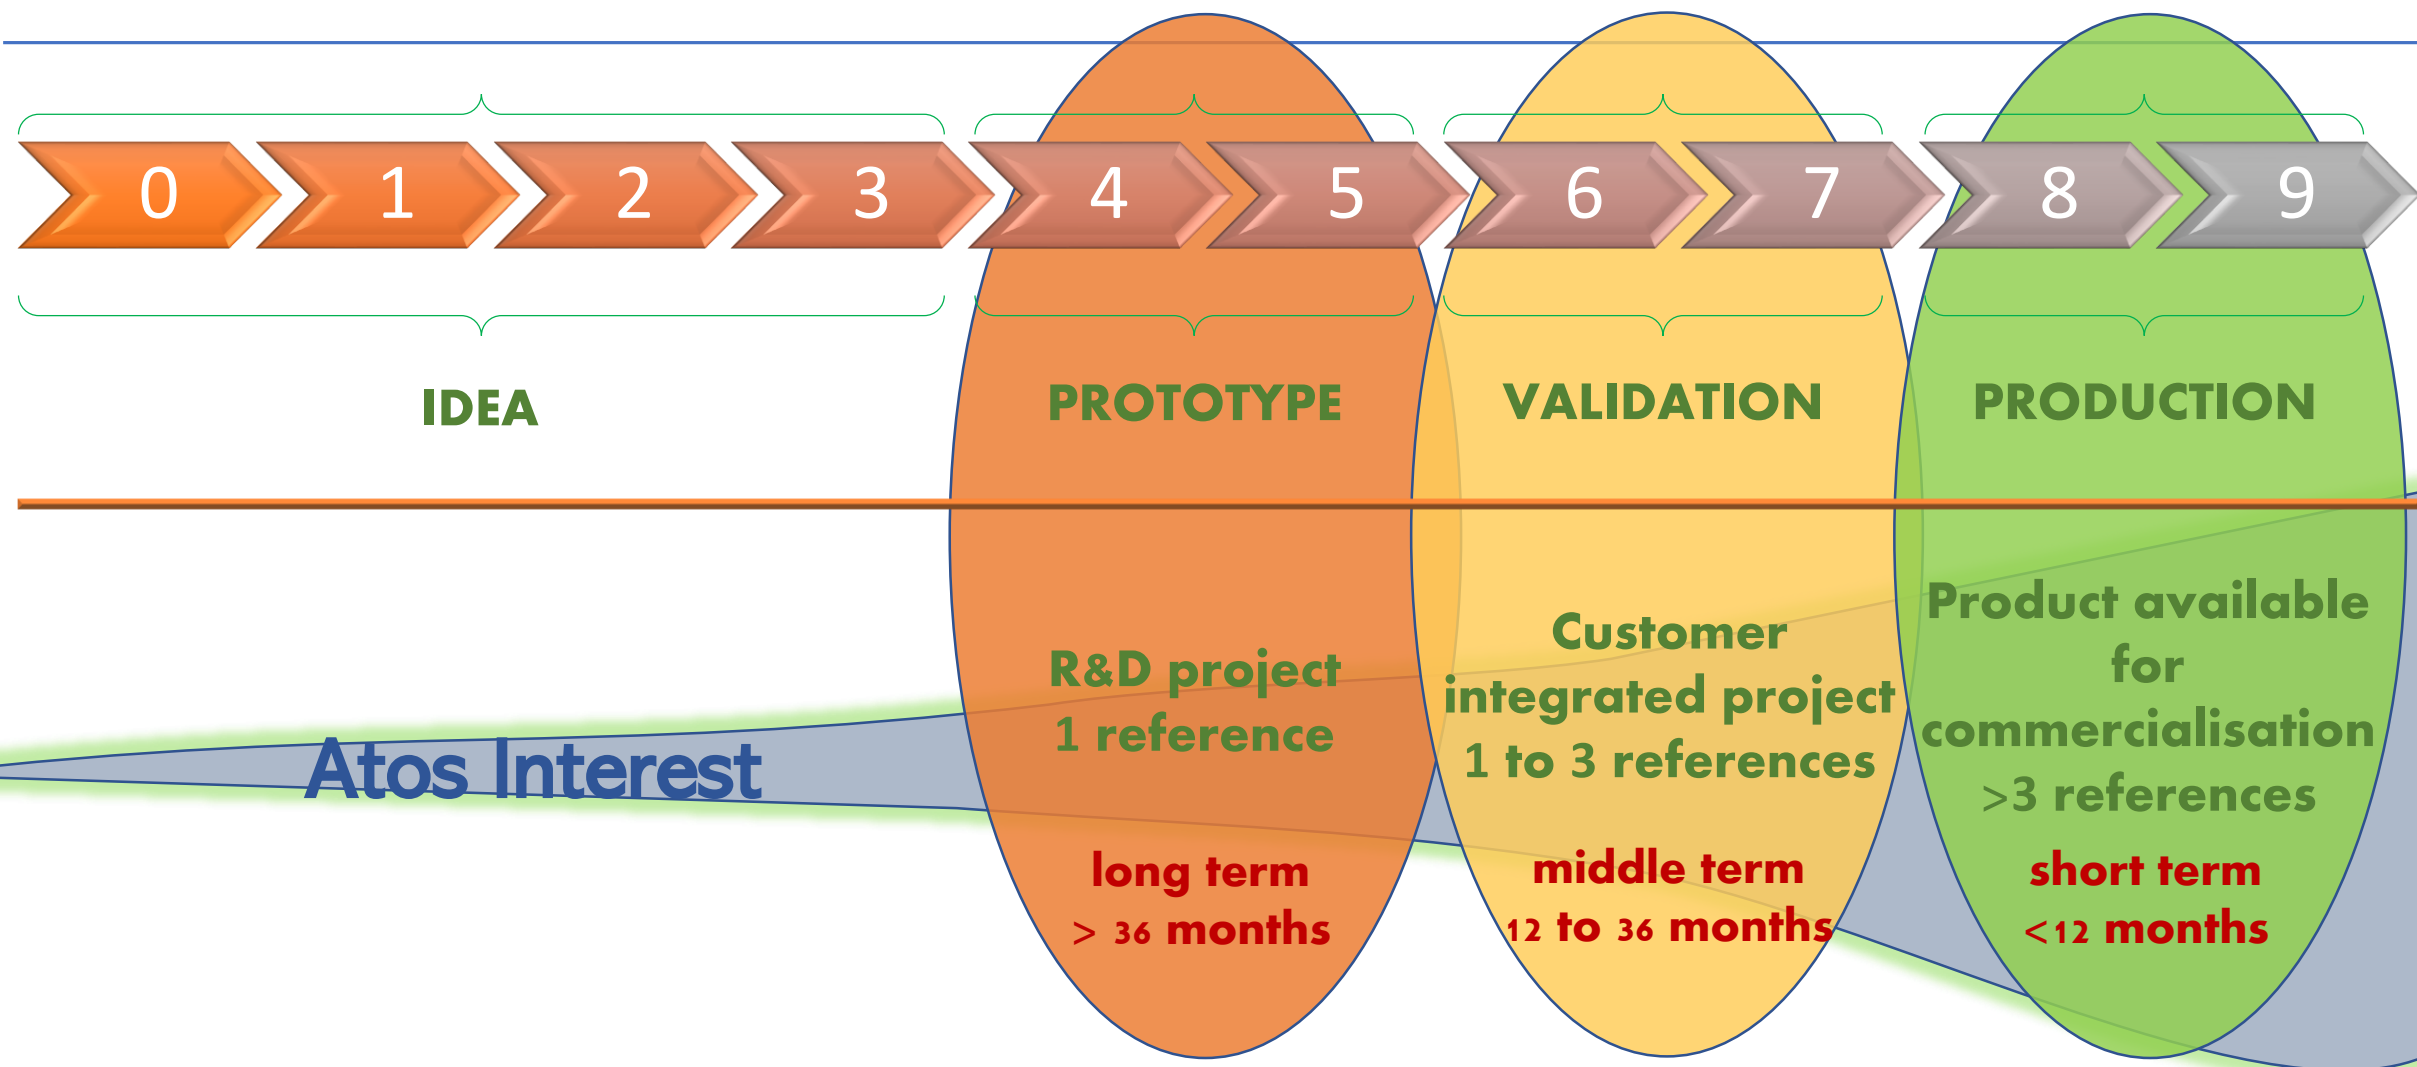 0 1 2 3 4 5 6 7 8 9
IDEA
PROTOTYPE
VALIDATION
PRODUCTION
Atos Interest
R&D project
1 reference
long term
> 36 months
Customer
integrated project
1 to 3 references
middle term
12 to 36 months
Product available
for
commercialisation
>3 references
short term
<12 months